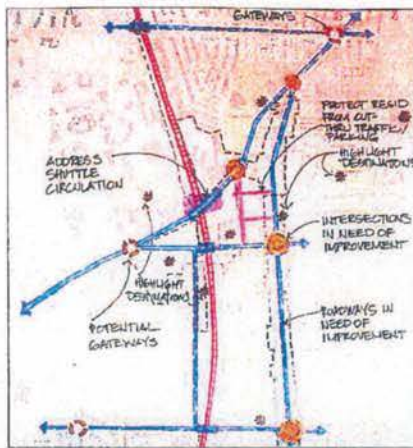 GATEWAYS
PROTECT RESID
FROM CUT-
THRU TRAFFIC/
PARKING
HIGHLIGHT
DESTINATIONS
ADDRESS
SHUTTLE
CIRCULATION
INTERSECTIONS
IN NEED OF
IMPROVEMENT
HIGHLIGHT
DESTINATIONS
POTENTIAL
GATEWAYS
ROADWAYS IN
NEED OF
IMPROVEMENT